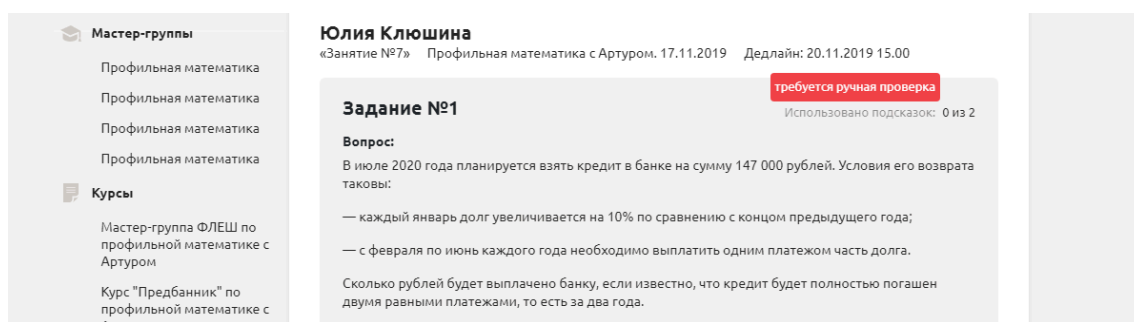 Мастер-группы
Профильная математика
Профильная математика
Профильная математика
Профильная математика
Курсы
Мастер-группа ФЛЕШ по
профильной математике с
Артуром
Курс "Предбанник" по
профильной математике с
Юлия Клюшина
«Занятие №7» Профильная математика с Артуром. 17.11.2019 Дедлайн: 20.11.2019 15.00
требуется ручная проверка
Задание №1
Использовано подсказок: 0 из 2
Вопрос:
В июле 2020 года планируется взять кредит в банке на сумму 147 000 рублей. Условия его возврата
таковы:
— каждый январь долг увеличивается на 10% по сравнению с концом предыдущего года;
— с февраля по июнь каждого года необходимо выплатить одним платежом часть долга.
Сколько рублей будет выплачено банку, если известно, что кредит будет полностью погашен
двумя равными платежами, то есть за два года.